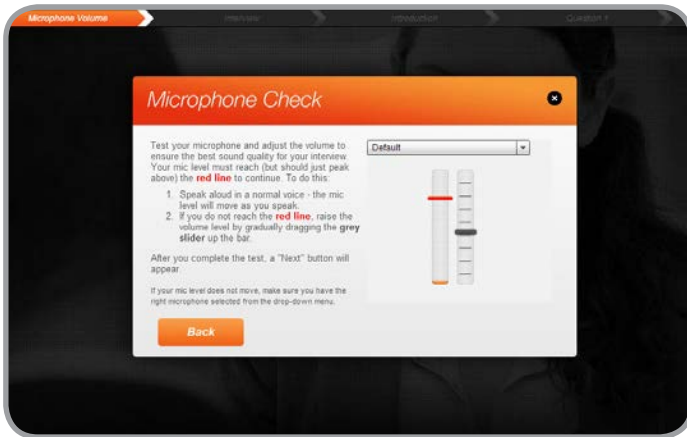 Microphone Volume
Interview
Introduction
Question 1
Microphone Check
Test your microphone and adjust the volume to
ensure the best sound quality for your interview.
Your mic level must reach (but should just peak
above) the red line to continue. To do this:
1. Speak aloud in a normal voice - the mic
level will move as you speak.
2. If you do not reach the red line, raise the
volume level by gradually dragging the grey
slider up the bar.
After you complete the test, a "Next" button will
appear.
If your mic level does not move, make sure you have the
right microphone selected from the drop-down menu.
Default
Back